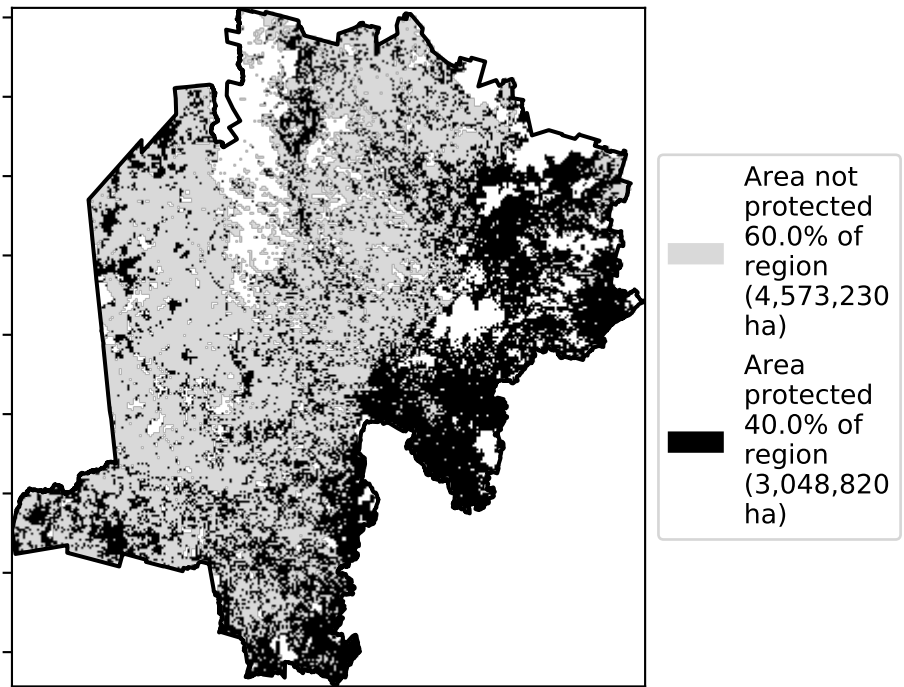 Area not
protected
60.0% of
region
(4,573,230
ha)
Area
protected
40.0% of
region
(3,048,820
ha)